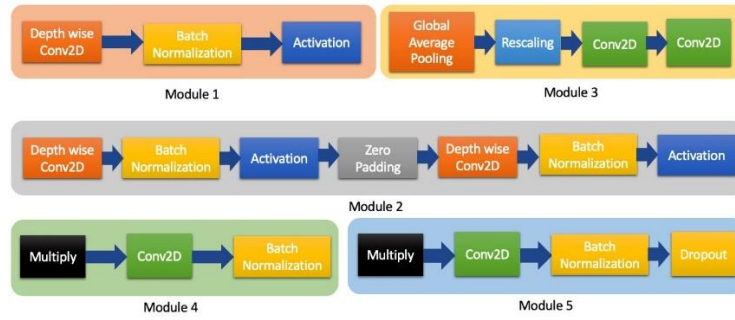 Depth wise
Conv2D
Batch
Normalization
Activation
Module 1
Global
Average
Pooling
Rescaling
Conv2D
Conv2D
Module 3
Depth wise
Conv2D
Batch
Normalization
Activation
Zero
Padding
Depth wise
Conv2D
Batch
Normalization
Activation
Module 2
Multiply
Conv2D
Batch
Normalization
Module 4
Multiply
Conv2D
Batch
Normalization
Dropout
Module 5